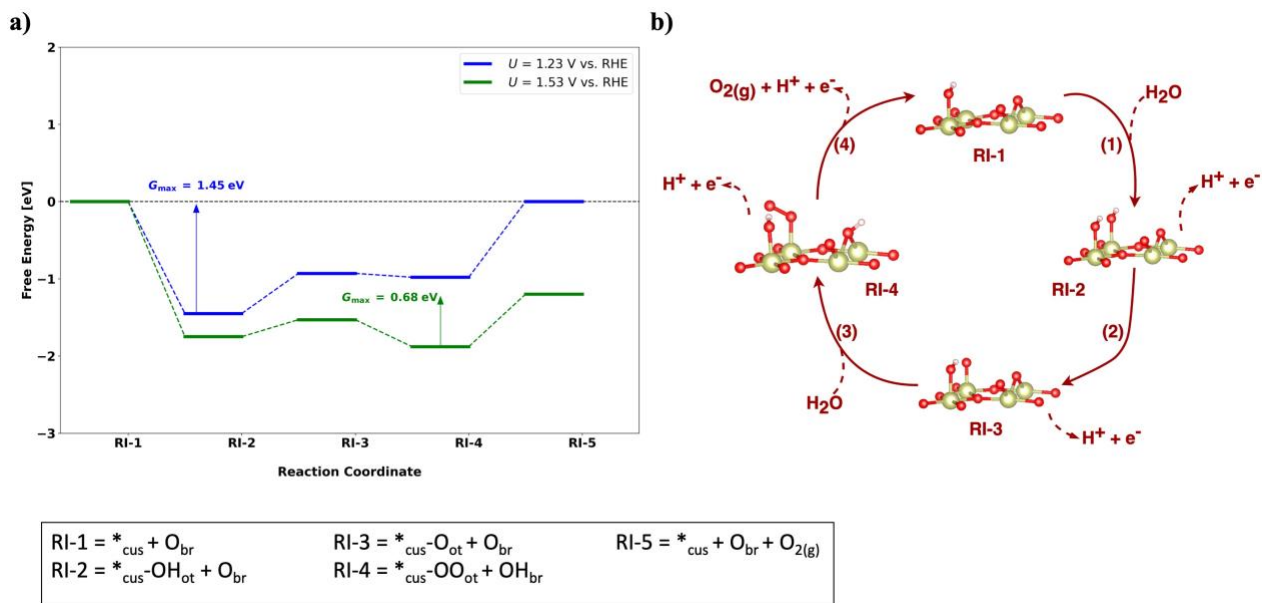 a)
2
1
0
−1
−2
−3
Free Energy [eV]
U = 1.23 V vs. RHE
U = 1.53 V vs. RHE
G_max = 1.45 eV
G_max = 0.68 eV
RI-1 RI-2 RI-3 RI-4 RI-5
Reaction Coordinate
b)
O₂(g) + H⁺ + e⁻
H₂O
RI-1
(1)
(4)
H⁺ + e⁻
H⁺ + e⁻
RI-4
RI-2
(3)
(2)
H₂O
RI-3
H⁺ + e⁻
RI-1 = *cus + Obr RI-3 = *cus-Oot + Obr RI-5 = *cus + Obr + O2(g)
RI-2 = *cus-OHot + Obr RI-4 = *cus-OOot + OHbr